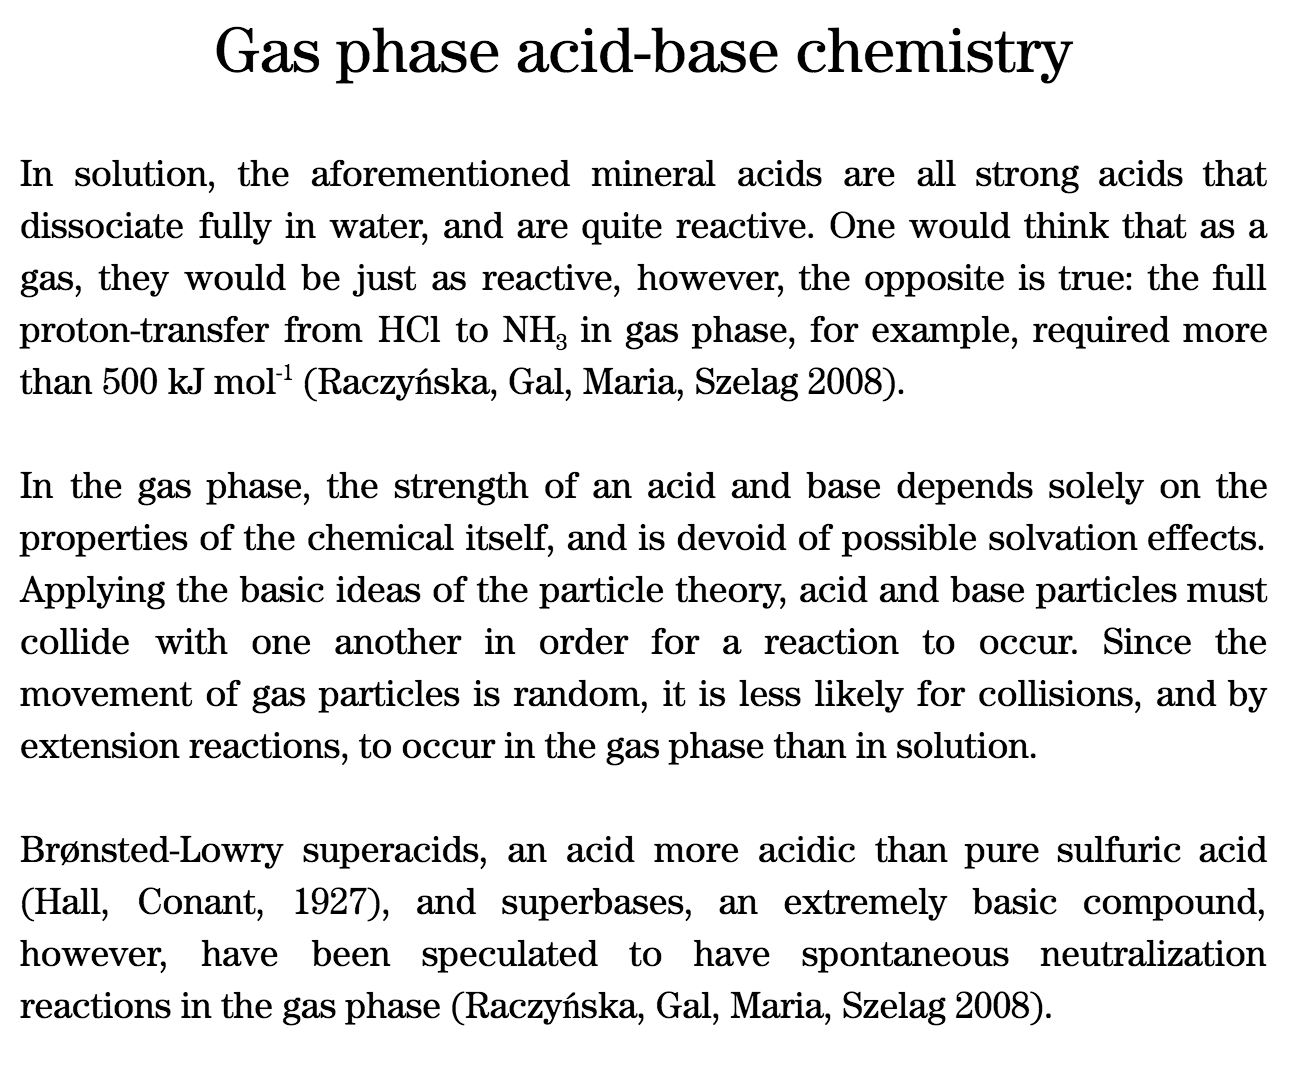 Gas phase acid-base chemistry
In solution, the aforementioned mineral acids are all strong acids that
dissociate fully in water, and are quite reactive. One would think that as a
gas, they would be just as reactive, however, the opposite is true: the full
proton-transfer from HCl to NH₃ in gas phase, for example, required more
than 500 kJ mol⁻¹ (Raczyńska, Gal, Maria, Szelag 2008).
In the gas phase, the strength of an acid and base depends solely on the
properties of the chemical itself, and is devoid of possible solvation effects.
Applying the basic ideas of the particle theory, acid and base particles must
collide with one another in order for a reaction to occur. Since the
movement of gas particles is random, it is less likely for collisions, and by
extension reactions, to occur in the gas phase than in solution.
Brønsted-Lowry superacids, an acid more acidic than pure sulfuric acid
(Hall, Conant, 1927), and superbases, an extremely basic compound,
however, have been speculated to have spontaneous neutralization
reactions in the gas phase (Raczyńska, Gal, Maria, Szelag 2008).